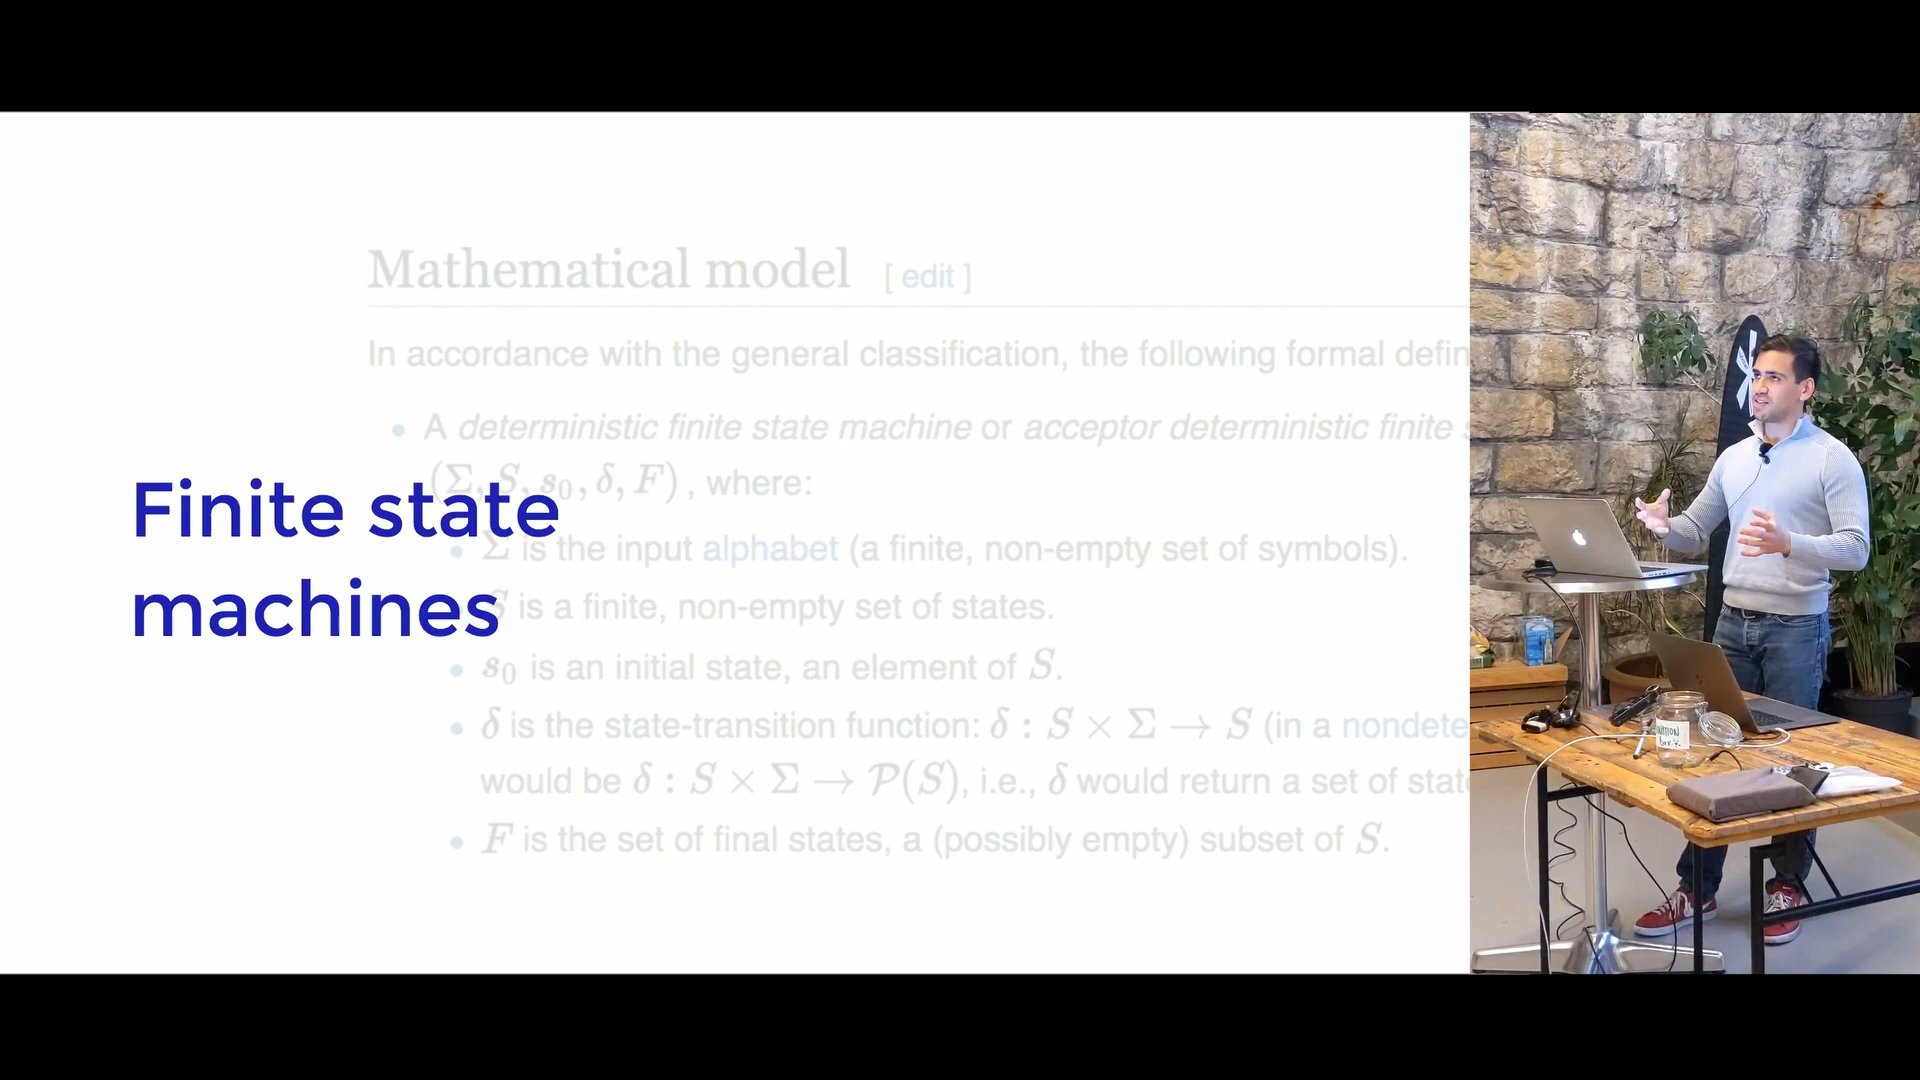 Mathematical model [ edit ]
In accordance with the general classification, the following formal defin
• A deterministic finite state machine or acceptor deterministic finite s
(Σ, S, s₀, δ, F), where:
Finite state
• Σ is the input alphabet (a finite, non-empty set of symbols).
machines
S is a finite, non-empty set of states.
• s₀ is an initial state, an element of S.
• δ is the state-transition function: δ : S × Σ → S (in a nondete
would be δ : S × Σ → P(S), i.e., δ would return a set of state
• F is the set of final states, a (possibly empty) subset of S.